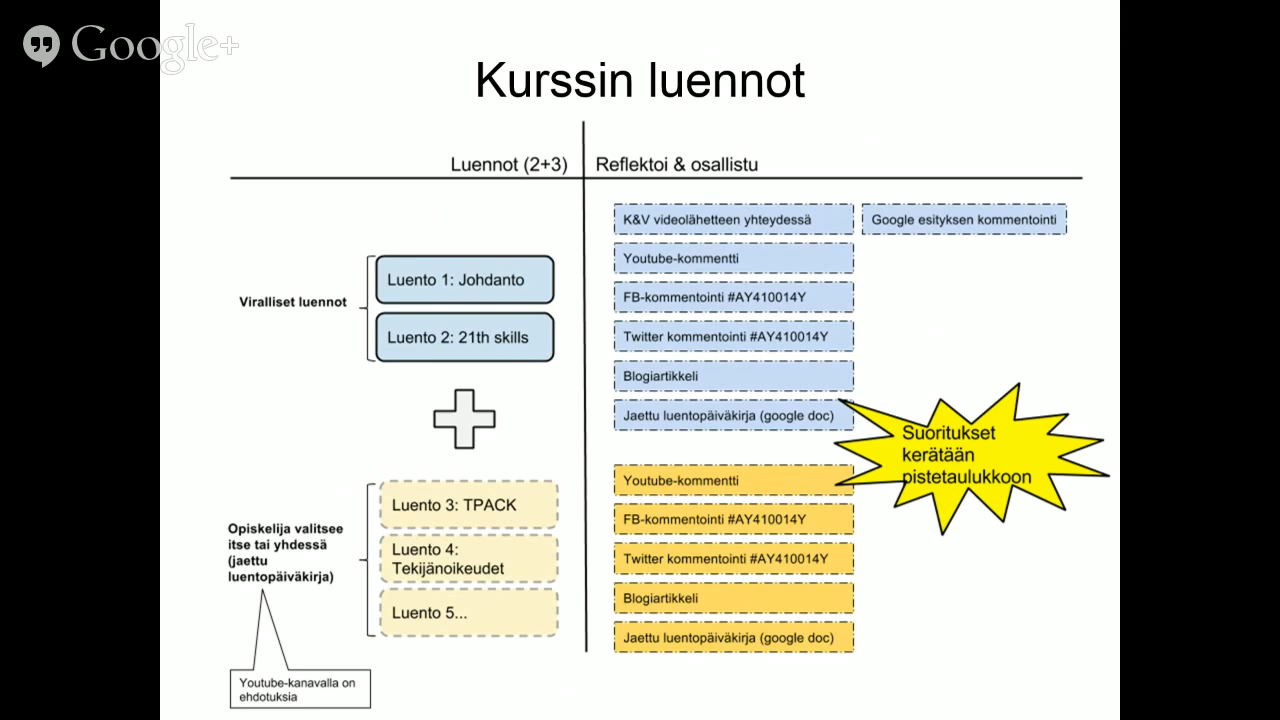 Google+
Kurssin luennot
Luennot (2+3)
Reflektoi & osallistu
K&V videolähetteen yhteydessä
Google esityksen kommentointi
Youtube-kommentti
FB-kommentointi #AY410014Y
Twitter kommentointi #AY410014Y
Blogiartikkeli
Jaettu luentopäiväkirja (google doc)
Viralliset luennot
Luento 1: Johdanto
Luento 2: 21th skills
Suoritukset
kerätään
pistetaulukkoon
Opiskelija valitsee
itse tai yhdessä
(jaettu
luentopäiväkirja)
Luento 3: TPACK
Luento 4:
Tekijänoikeudet
Luento 5...
Youtube-kommentti
FB-kommentointi #AY410014Y
Twitter kommentointi #AY410014Y
Blogiartikkeli
Jaettu luentopäiväkirja (google doc)
Youtube-kanavalla on
ehdotuksia